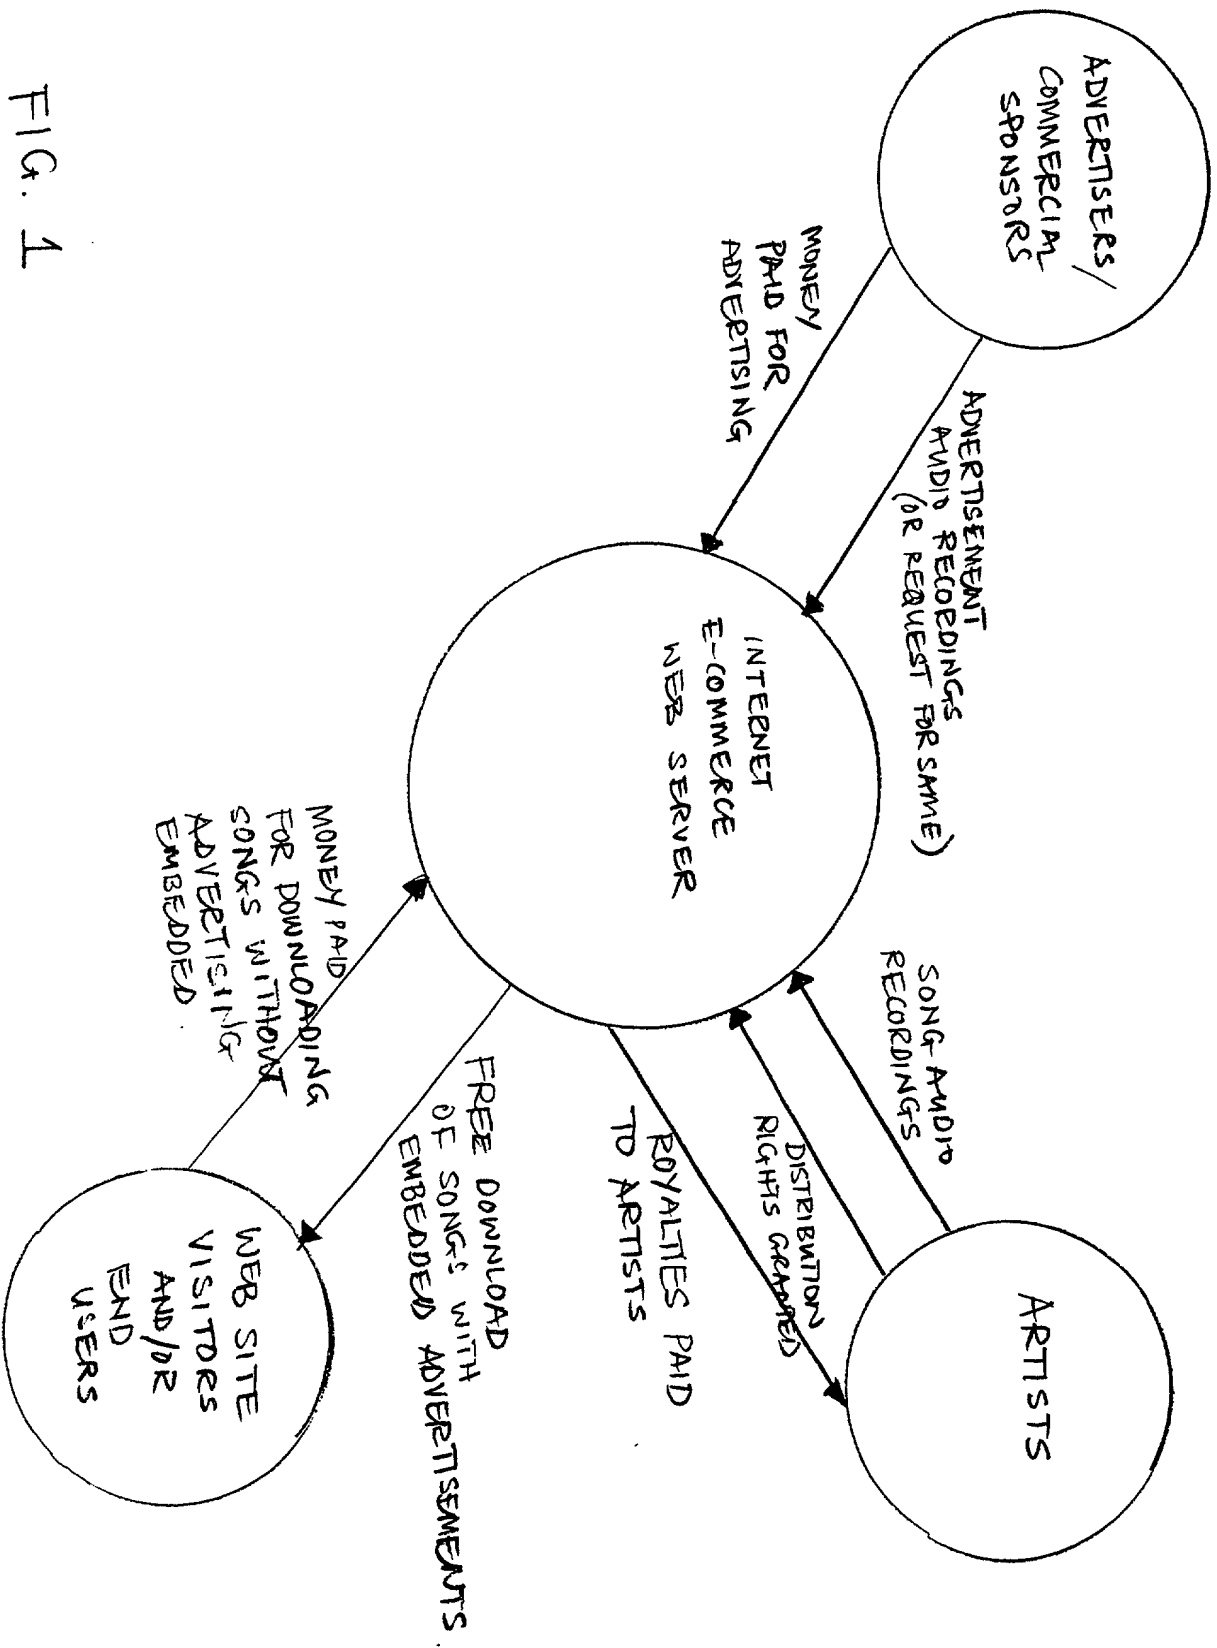 ADVERTISERS/
COMMERCIAL
SPONSORS
ADVERTISEMENT
AUDIO RECORDINGS
(OR REQUEST FOR SAME)
MONEY
PAID FOR
ADVERTISING
SONG AUDIO
RECORDINGS
ARTISTS
DISTRIBUTION
RIGHTS GRANTED
ROYALTIES PAID
TO ARTISTS
INTERNET
E-COMMERCE
WEB SERVER
MONEY PAID
FOR DOWNLOADING
SONGS WITHOUT
ADVERTISING
EMBEDDED.
FREE DOWNLOAD
OF SONGS WITH
EMBEDDED ADVERTISEMENTS.
WEB SITE
VISITORS
AND/OR
END
USERS
FIG. 1